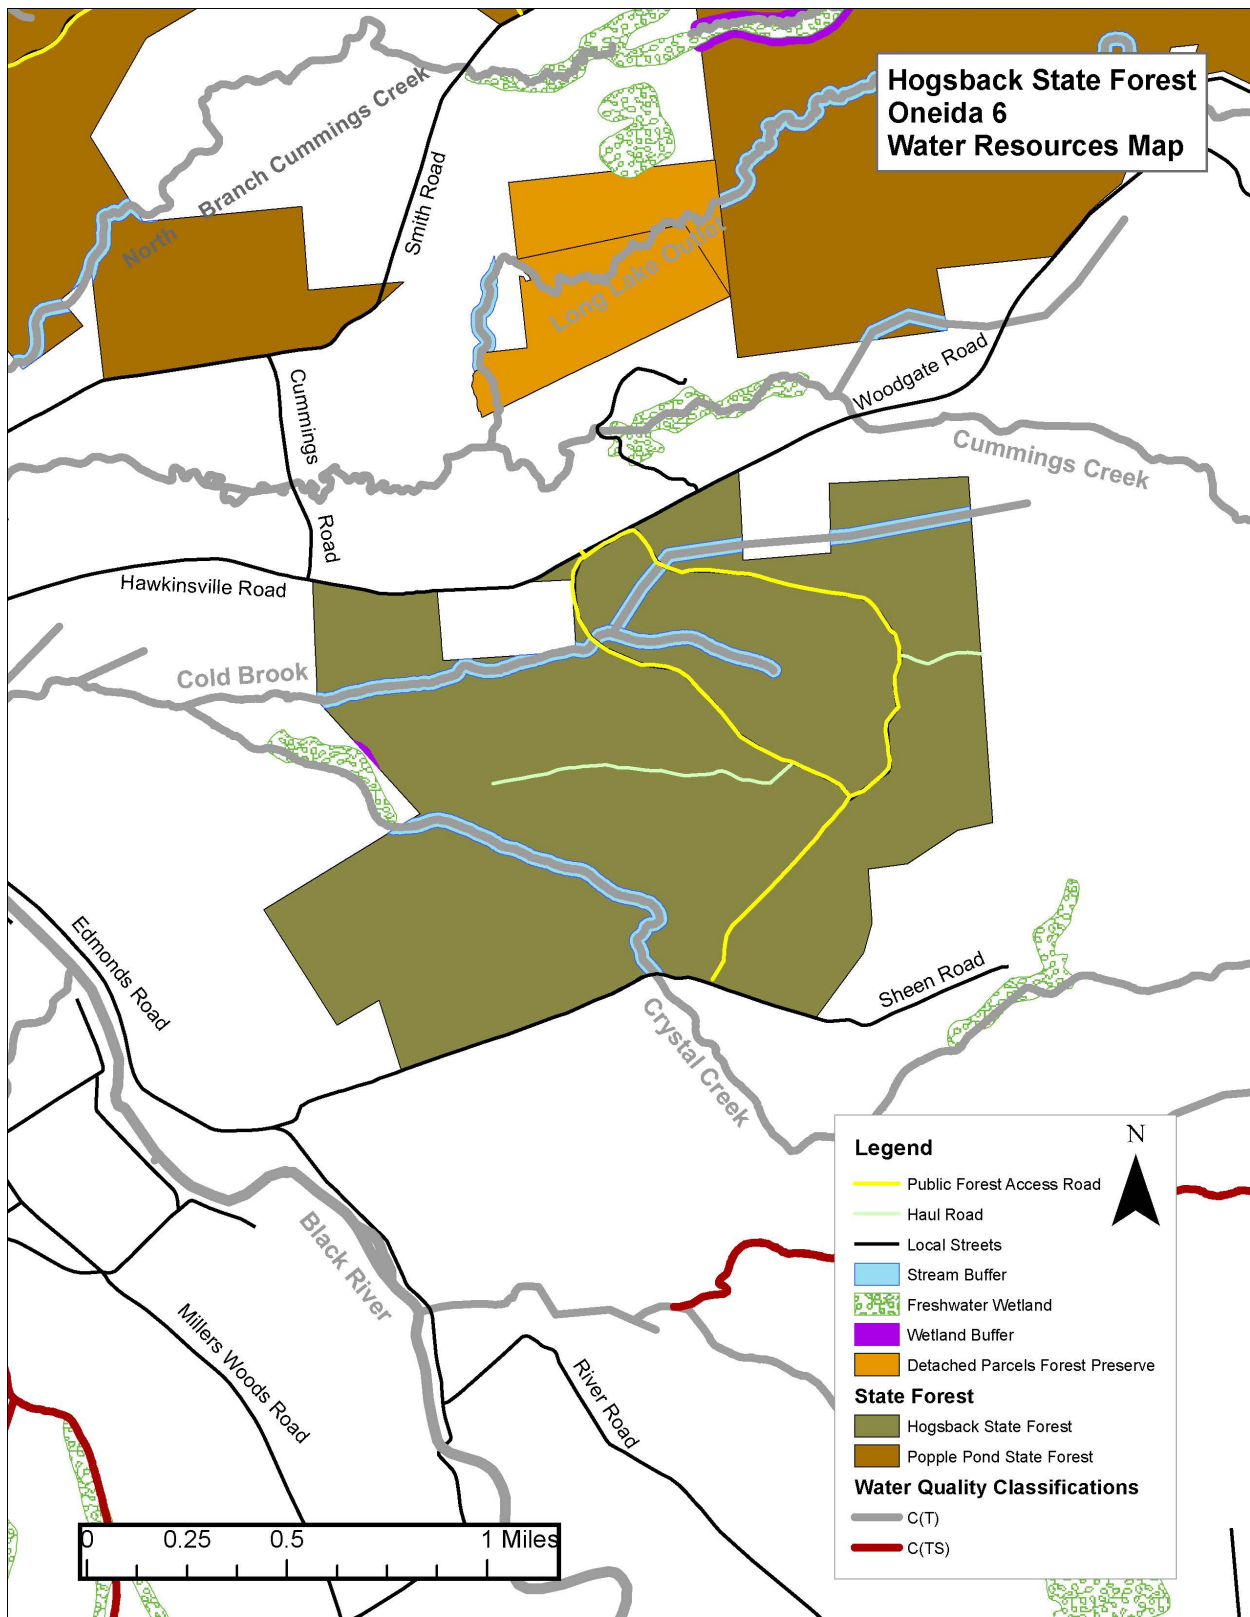 Hogsback State Forest
Oneida 6
Water Resources Map
North Branch Cummings Creek
Smith Road
Long Lake Outlet
Woodgate Road
Cummings Road
Cummings Creek
Hawkinsville Road
Cold Brook
Edmonds Road
Sheen Road
Crystal Creek
Black River
Millers Woods Road
River Road
N
Legend
Public Forest Access Road
Haul Road
Local Streets
Stream Buffer
Freshwater Wetland
Wetland Buffer
Detached Parcels Forest Preserve
State Forest
Hogsback State Forest
Popple Pond State Forest
Water Quality Classifications
C(T)
C(TS)
0 0.25 0.5 1 Miles